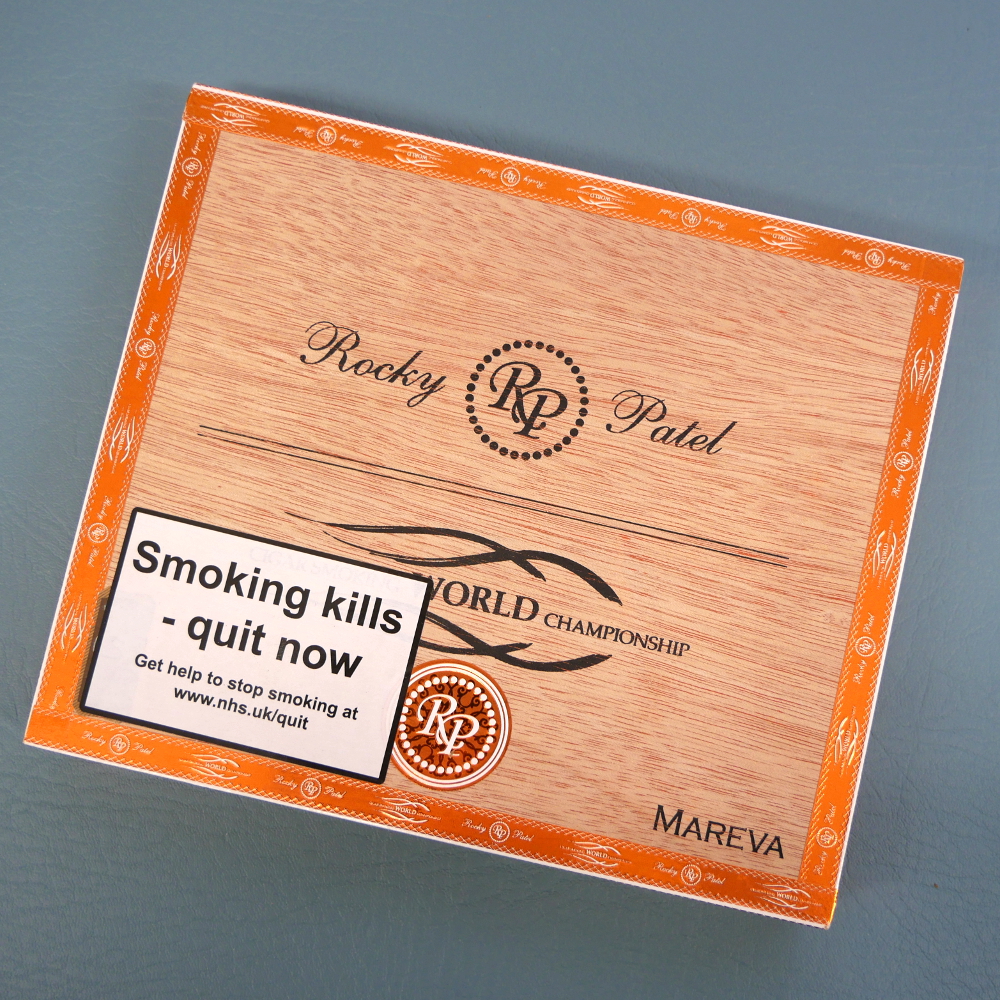 Rocky RP Patel
WORLD CHAMPIONSHIP
Smoking kills
- quit now
Get help to stop smoking at
www.nhs.uk/quit
RP
MAREVA